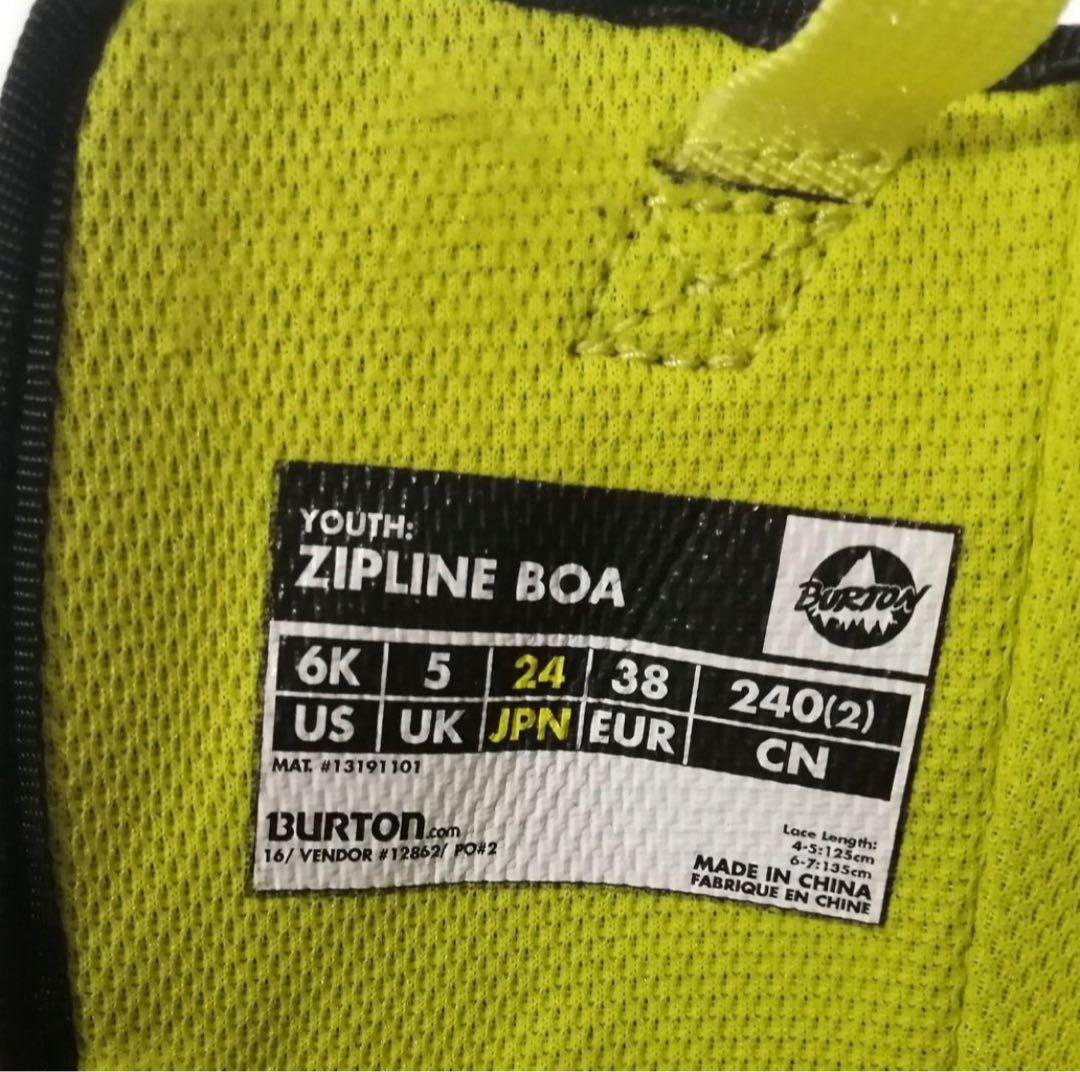 YOUTH:
ZIPLINE BOA
BURTON
6K 5 24 38 240(2)
US UK JPN EUR CN
MAT. #13191101
BURTON.com
16/ VENDOR #12862/ PO#2
Lace Length:
4-5:125cm
6-7:135cm
MADE IN CHINA
FABRIQUE EN CHINE